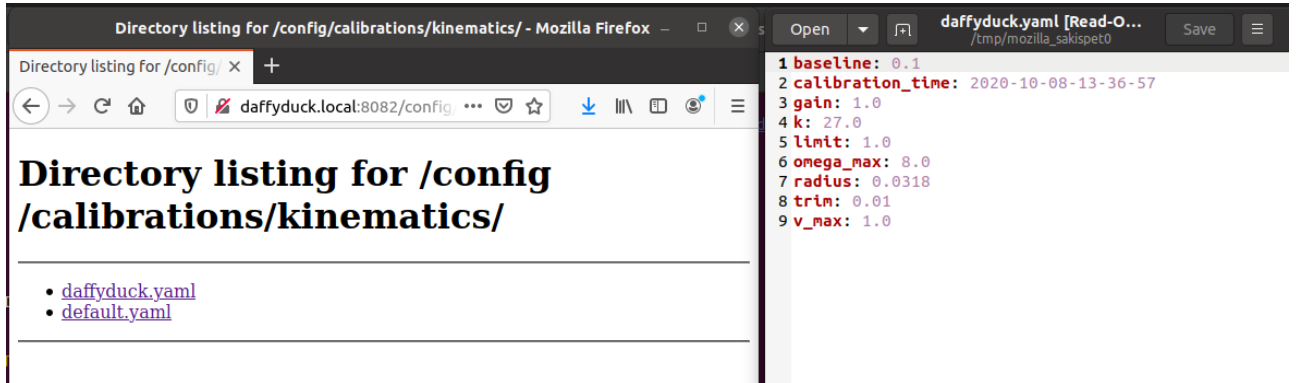 Directory listing for /config/calibrations/kinematics/ - Mozilla Firefox
Directory listing for /config/
daffyduck.local:8082/config/
Directory listing for /config
/calibrations/kinematics/
daffyduck.yaml
default.yaml
Open
daffyduck.yaml [Read-O...
/tmp/mozilla_sakispet0
Save
1 baseline: 0.1
2 calibration_time: 2020-10-08-13-36-57
3 gain: 1.0
4 k: 27.0
5 limit: 1.0
6 omega_max: 8.0
7 radius: 0.0318
8 trim: 0.01
9 v_max: 1.0